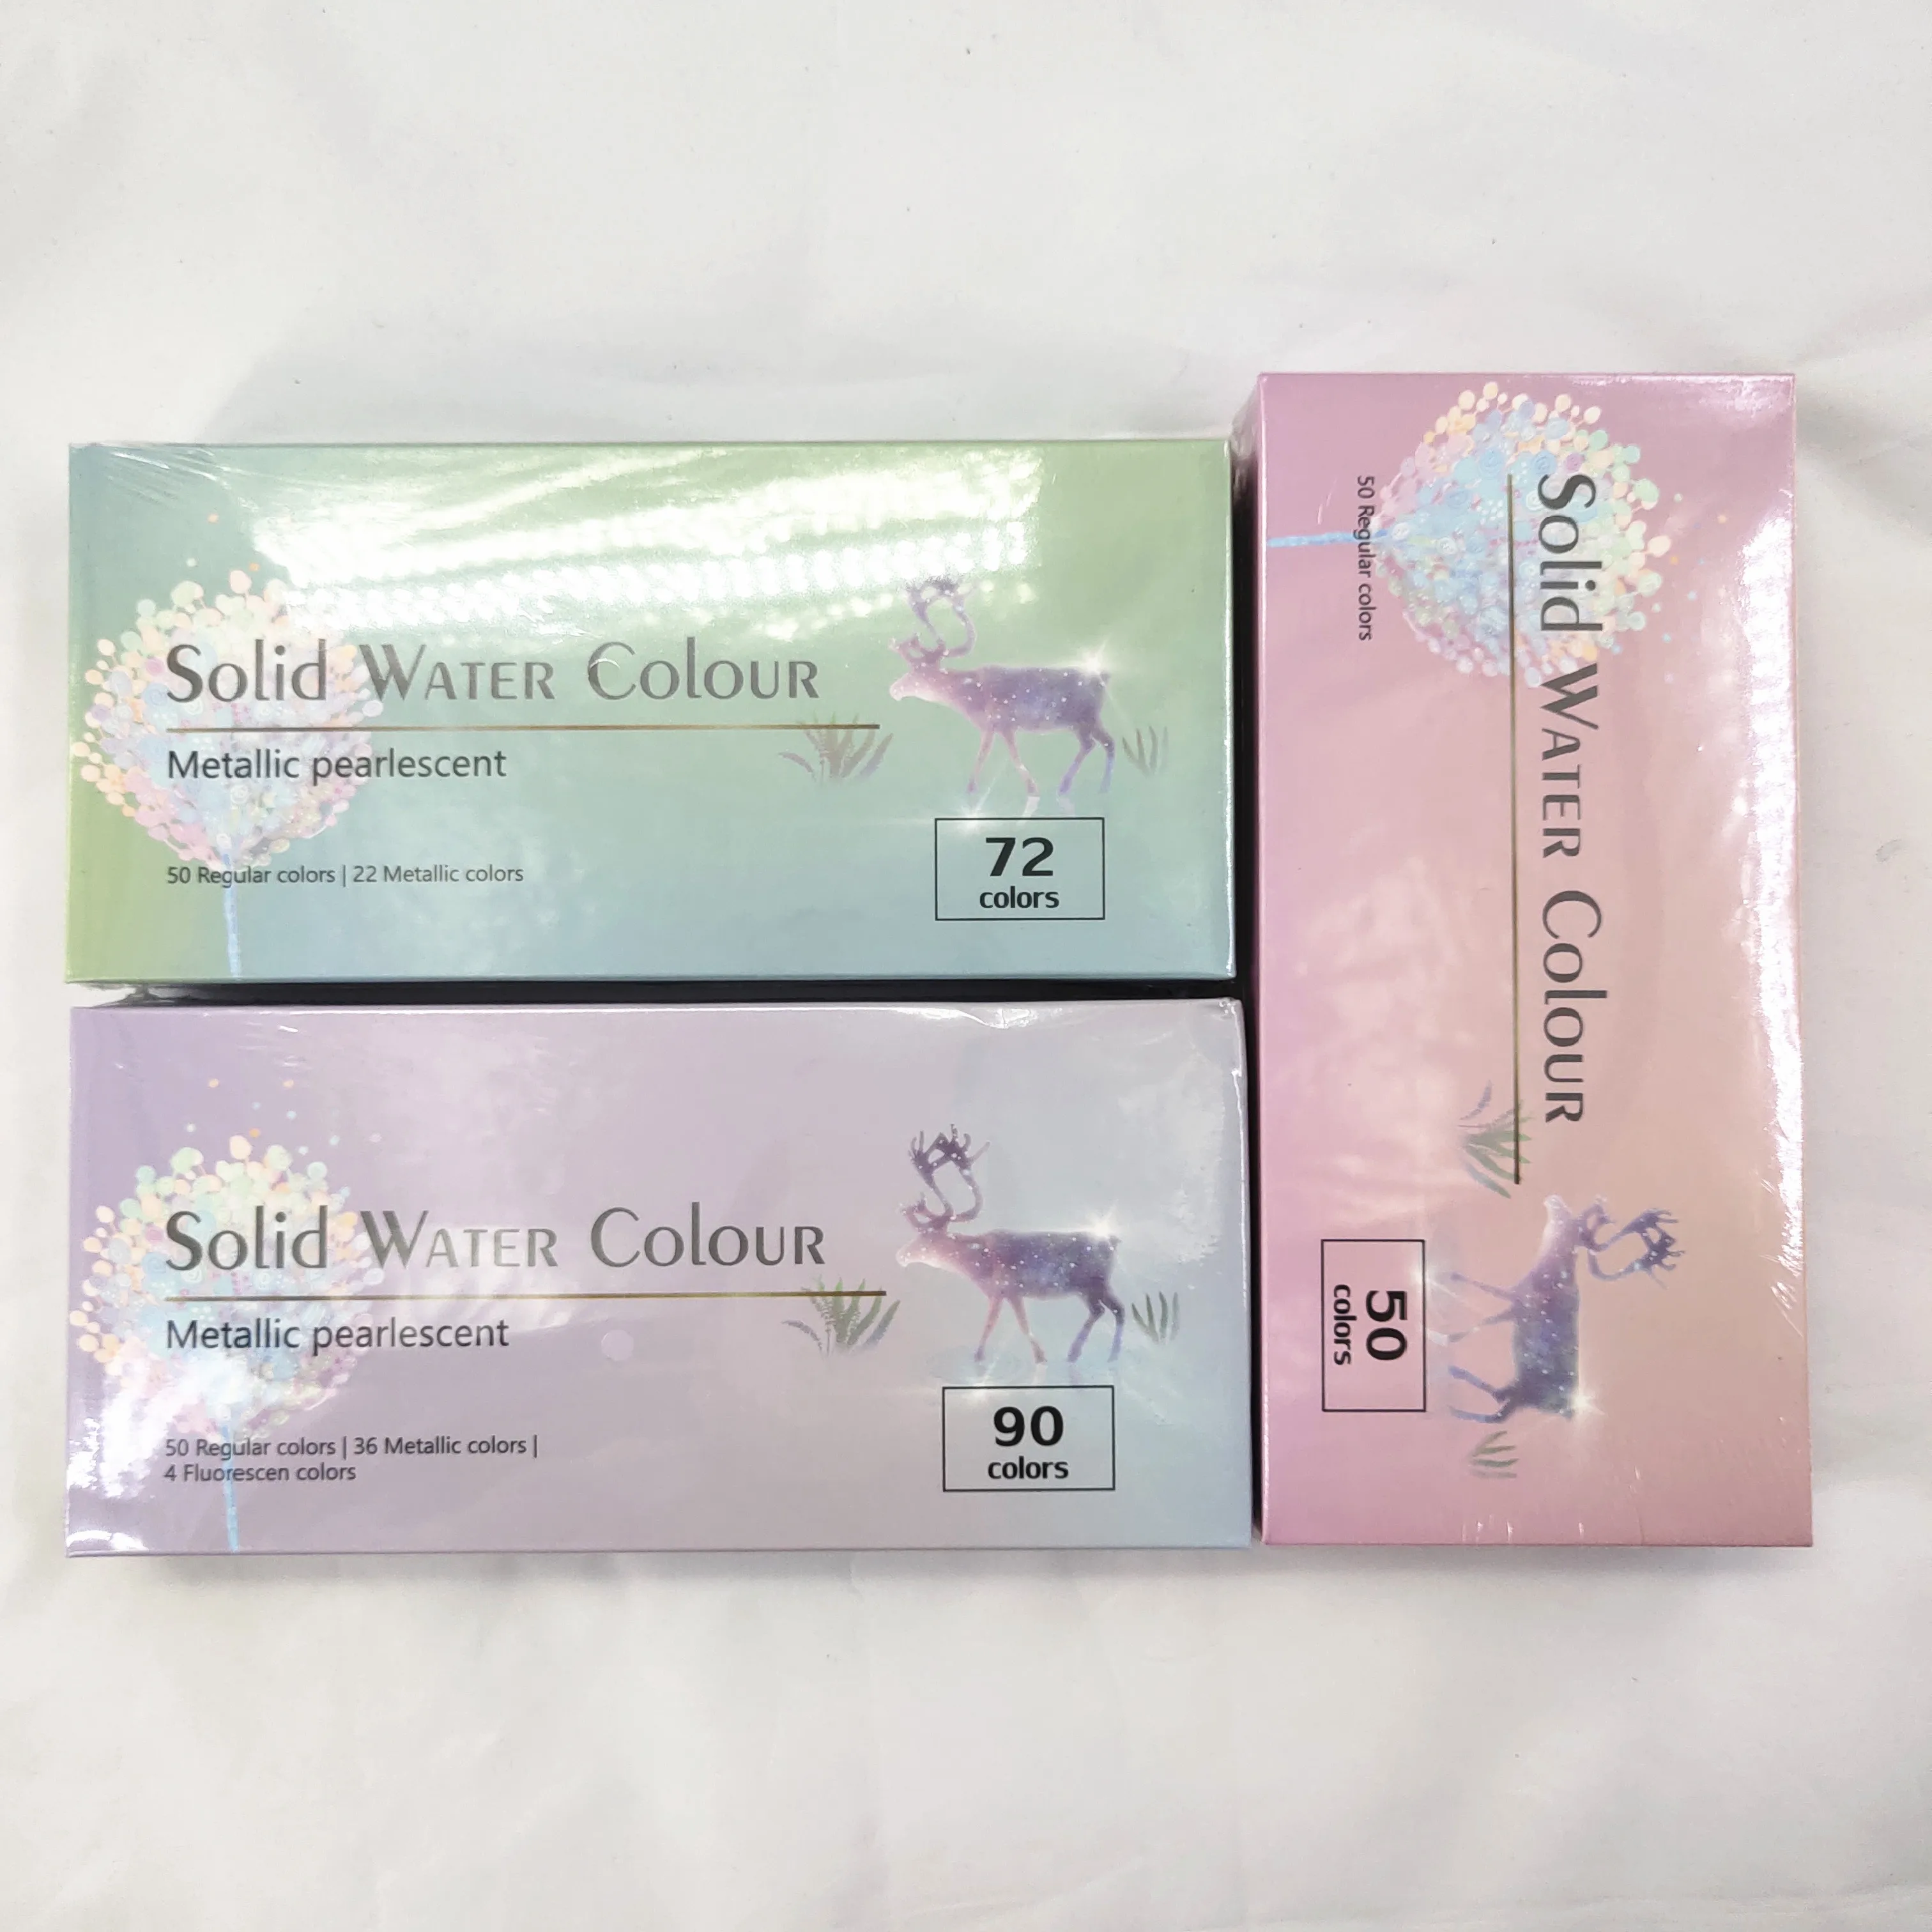 Solid WATER ColoUR
Metallic pearlescent
50 Regular colors | 22 Metallic colors
72
colors
Solid WATER ColoUR
Metallic pearlescent
50 Regular colors | 36 Metallic colors |
4 Fluorescen colors
90
colors
Solid WATER ColoUR
50 Regular colors
50
colors